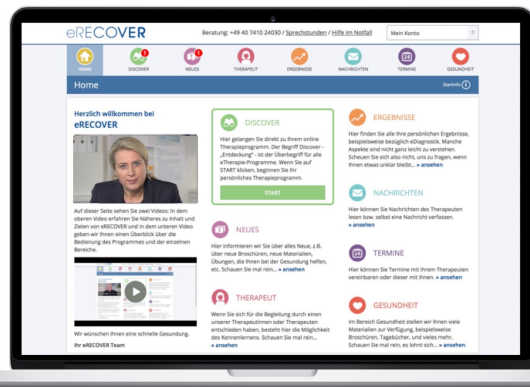 eRECOVER
Beratung: +49 40 7410 24030 / Sprechstunden / Hilfe im Notfall
Mein Konto
HOME
DISCOVER
NEUES
THERAPEUT
ERGEBNISSE
NACHRICHTEN
TERMINE
GESUNDHEIT
Home
Startinfo
Herzlich willkommen bei
eRECOVER
Auf dieser Seite sehen Sie zwei Videos: In dem
oberen Video erfahren Sie Näheres zu Inhalt und
Zielen von eRECOVER und in dem unteren Video
geben wir Ihnen einen Überblick über die
Bedienung des Programmes und der einzelnen
Bereiche.
Wir wünschen Ihnen eine schnelle Gesundung.
Ihr eRECOVER Team
DISCOVER
Hier gelangen Sie direkt zu Ihrem online
Therapieprogramm. Der Begriff Discover -
„Entdeckung" - ist der Überbegriff für alle
eTherapie-Programme. Wenn Sie auf
START klicken, beginnen Sie Ihr
persönliches Therapieprogramm.
START
NEUES
Hier informieren wir Sie über alles Neue, z.B.
über neue Broschüren, neue Materialien,
Übungen, die Ihnen bei der Gesundung helfen,
etc. Schauen Sie mal rein... » ansehen
THERAPEUT
Wenn Sie sich für die Begleitung durch einen
unserer Therapeutinnen oder Therapeuten
entschieden haben, besteht hier die Möglichkeit
des Kennenlernens. Schauen Sie mal rein...
» ansehen
ERGEBNISSE
Hier finden Sie alle Ihre persönlichen Ergebnisse,
beispielsweise bezüglich eDiagnostik. Manche
Aspekte sind nicht ganz leicht zu verstehen.
Scheuen Sie sich also nicht, uns zu fragen, wenn
Ihnen etwas unklar bleibt... » ansehen
NACHRICHTEN
Hier können Sie Nachrichten des Therapeuten
lesen bzw. selbst eine Nachricht verfassen.
» ansehen
24
TERMINE
Hier können Sie Termine mit Ihrem Therapeuten
vereinbaren oder dieser mit Ihnen. » ansehen
GESUNDHEIT
Im Bereich Gesundheit stellen wir Ihnen viele
Materialien zur Verfügung, beispielsweise
Broschüren, Tagebücher, und vieles mehr.
Schauen Sie mal rein, es lohnt sich... » ansehen